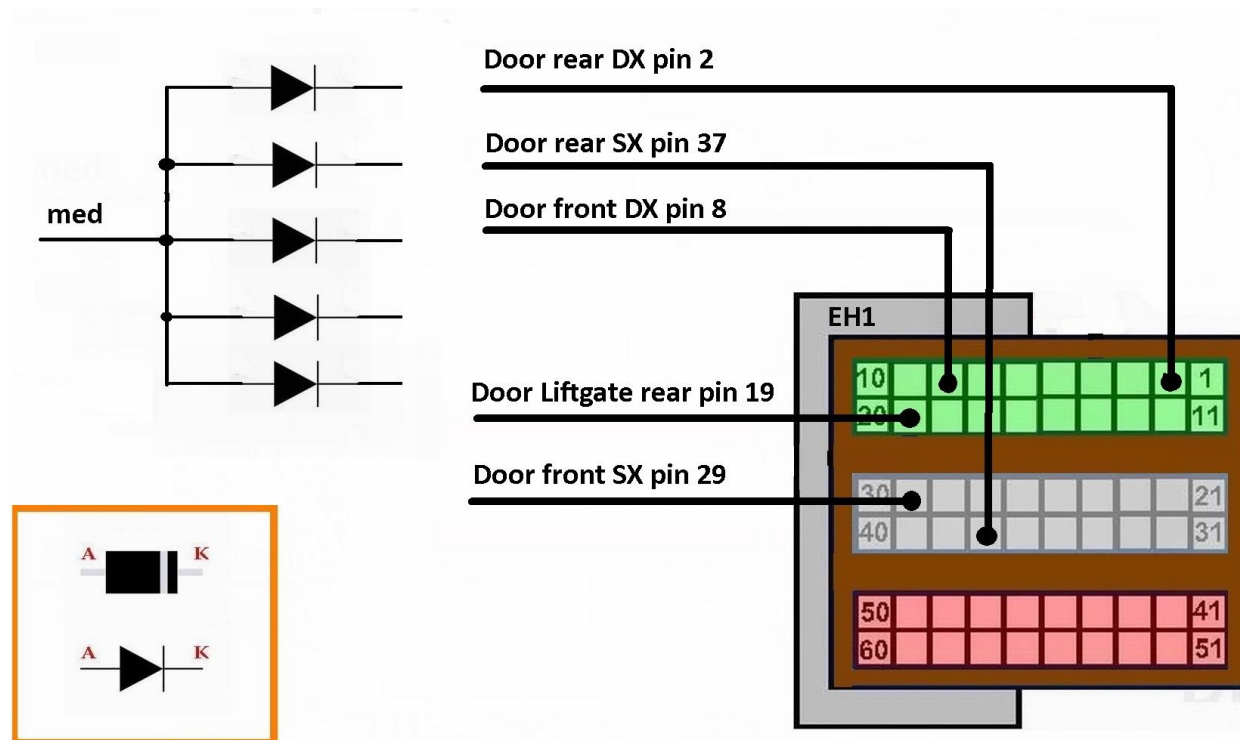 Door rear DX pin 2
Door rear SX pin 37
med
Door front DX pin 8
EH1
10 1
Door Liftgate rear pin 19
20 11
Door front SX pin 29
30 21
40 31
A K
50 41
60 51
A K